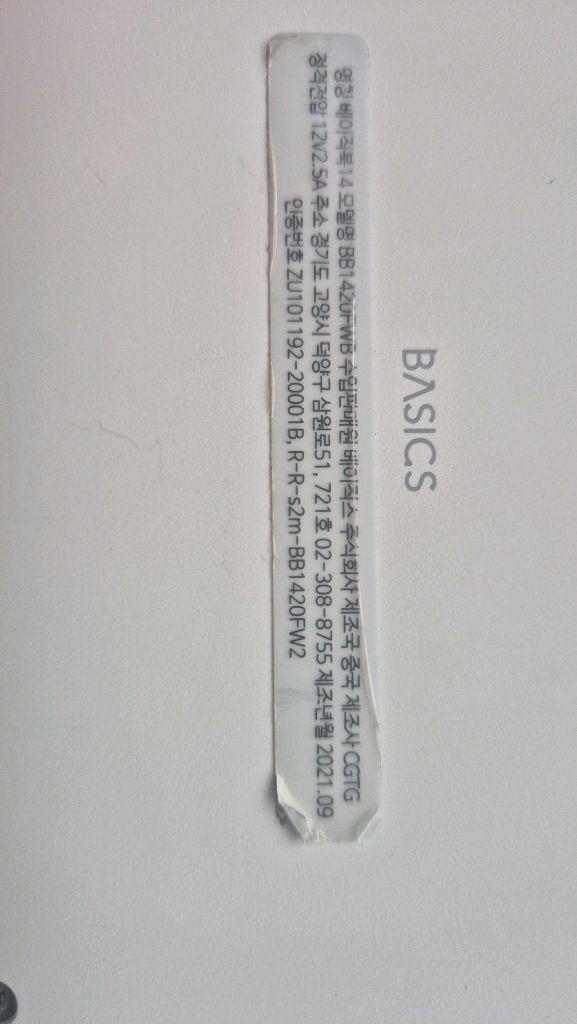 명칭 베이직북14 모델명 BB1420FWB 수입판매원 베이직스 주식회사 제조국 중국 제조사 CGTG
정격전압 12V2.5A 주소 경기도 고양시 덕양구 삼원로51, 721호 02-308-8755 제조년월 2021.09
인증번호 ZU101192-20001B, R-R-s2m-BB1420FW2
BASICS